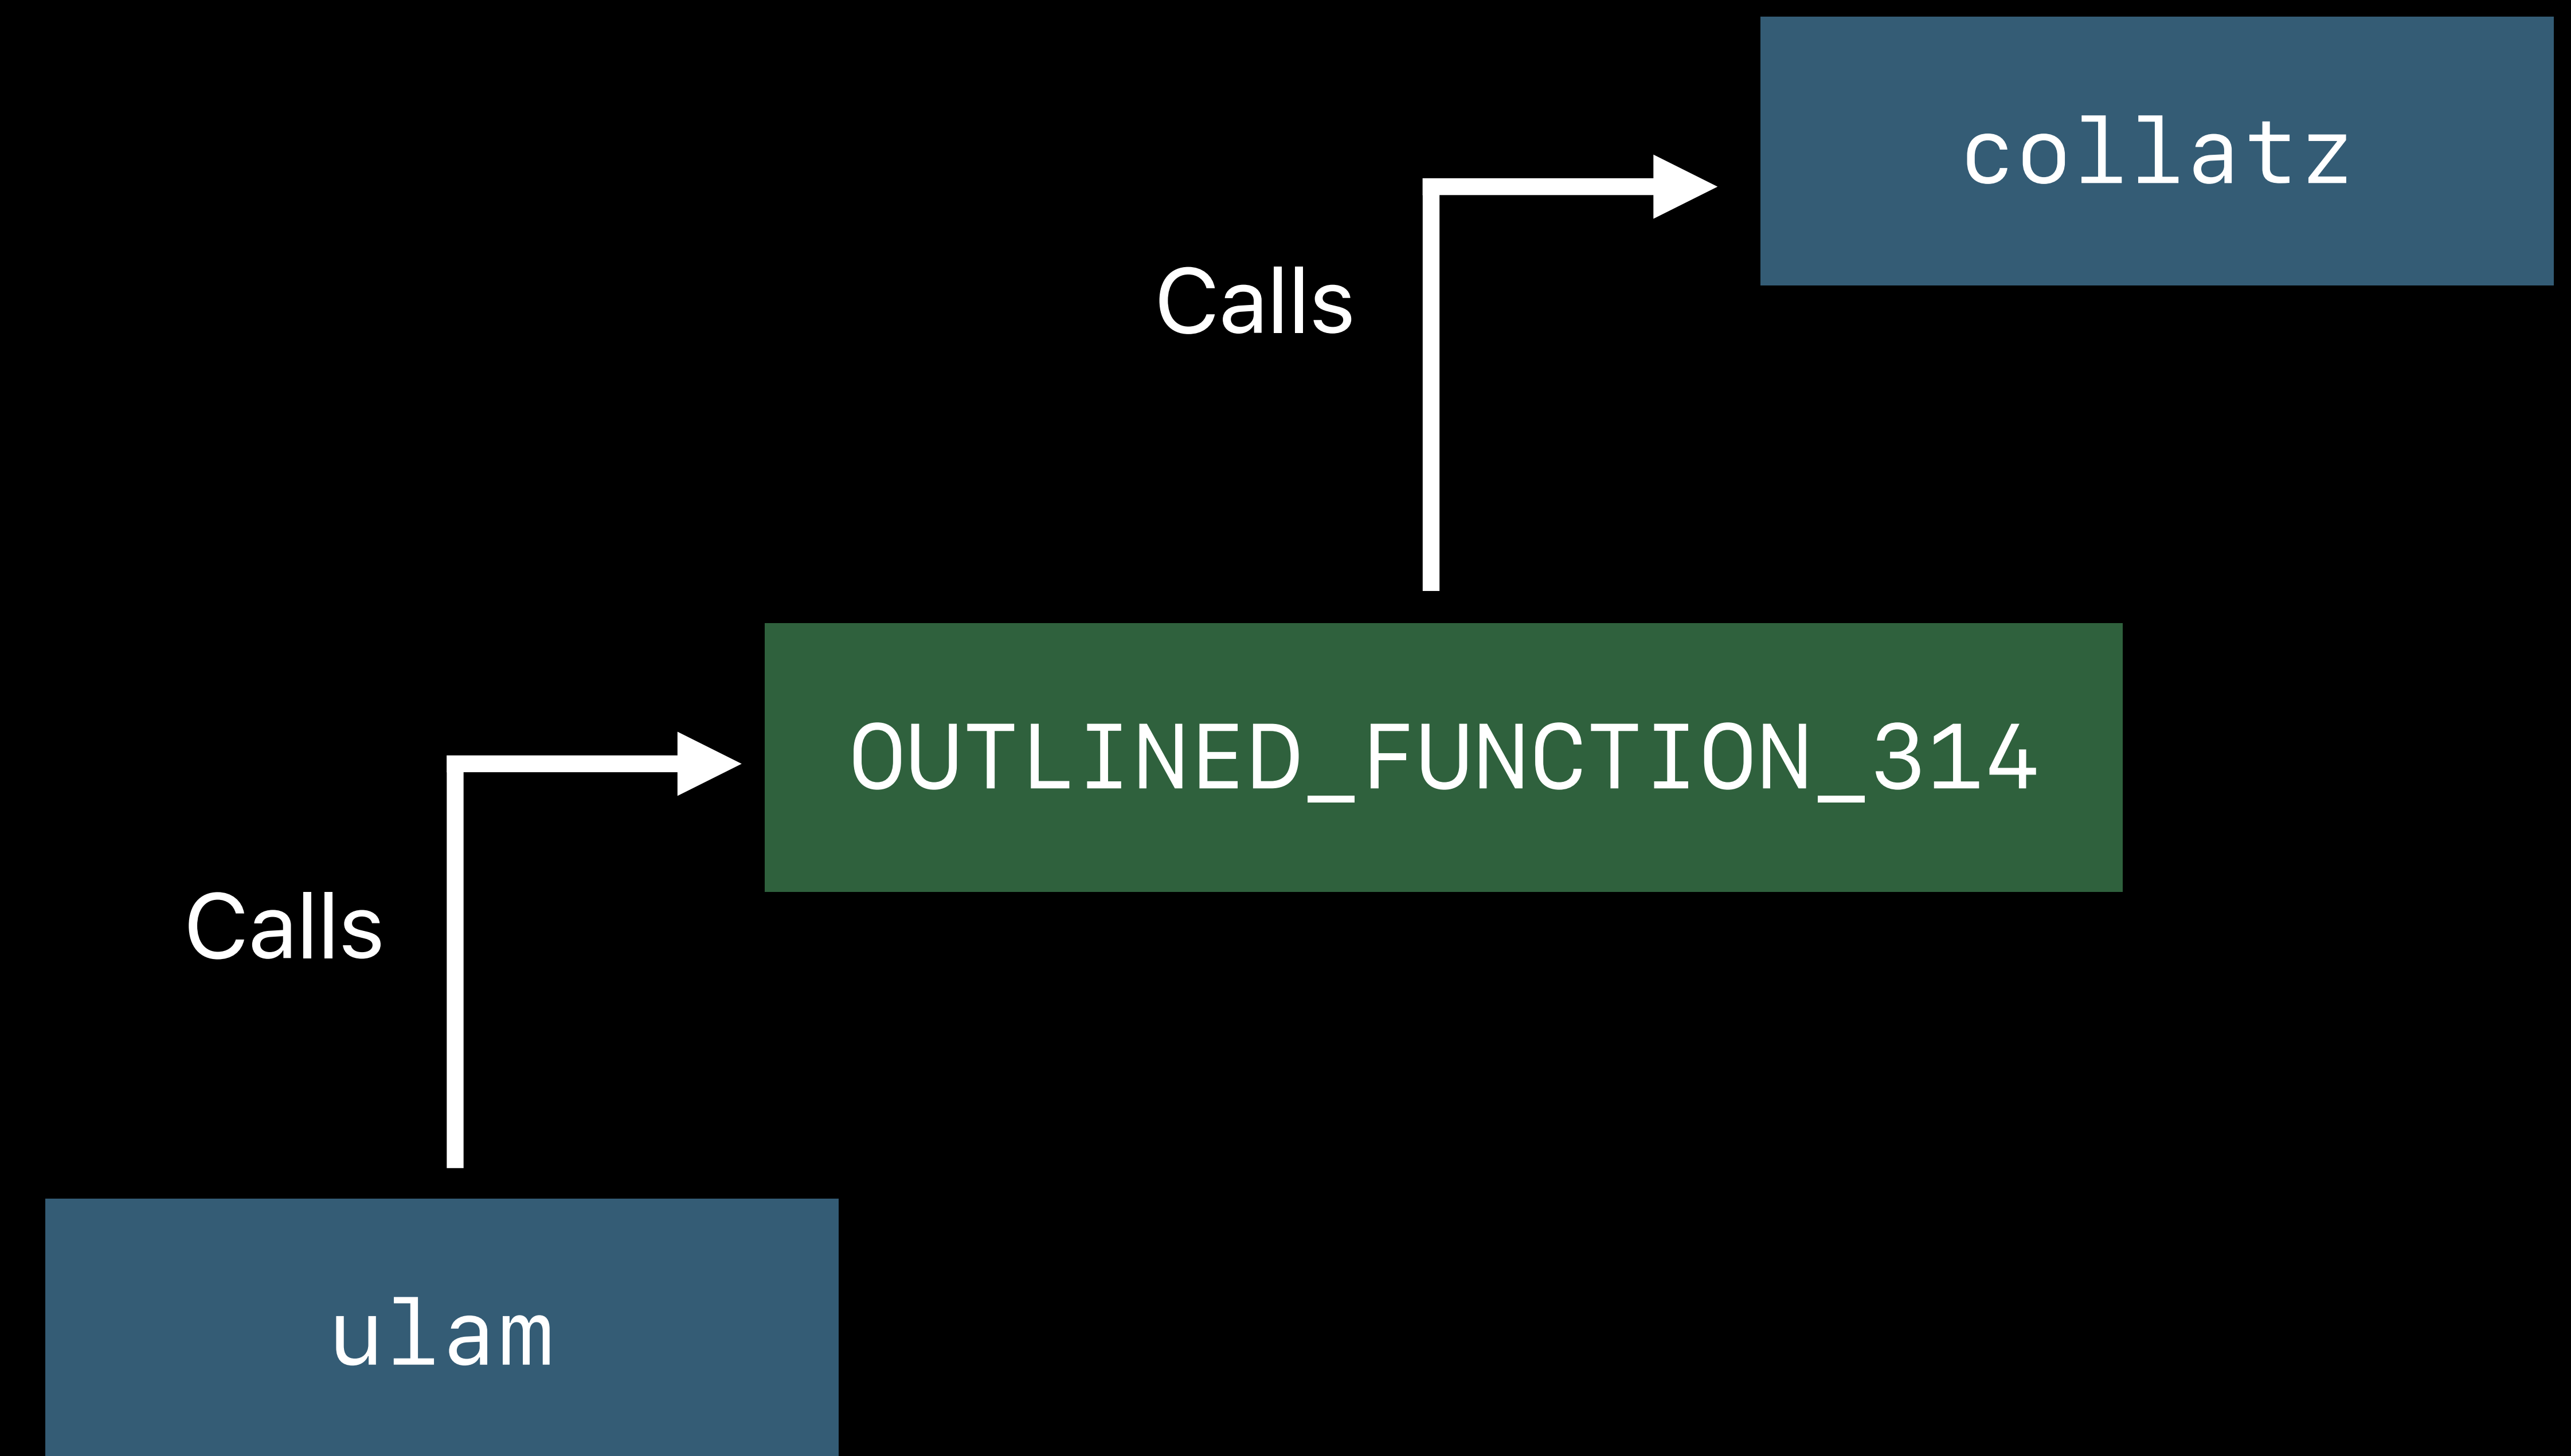 collatz
Calls
OUTLINED_FUNCTION_314
Calls
ulam